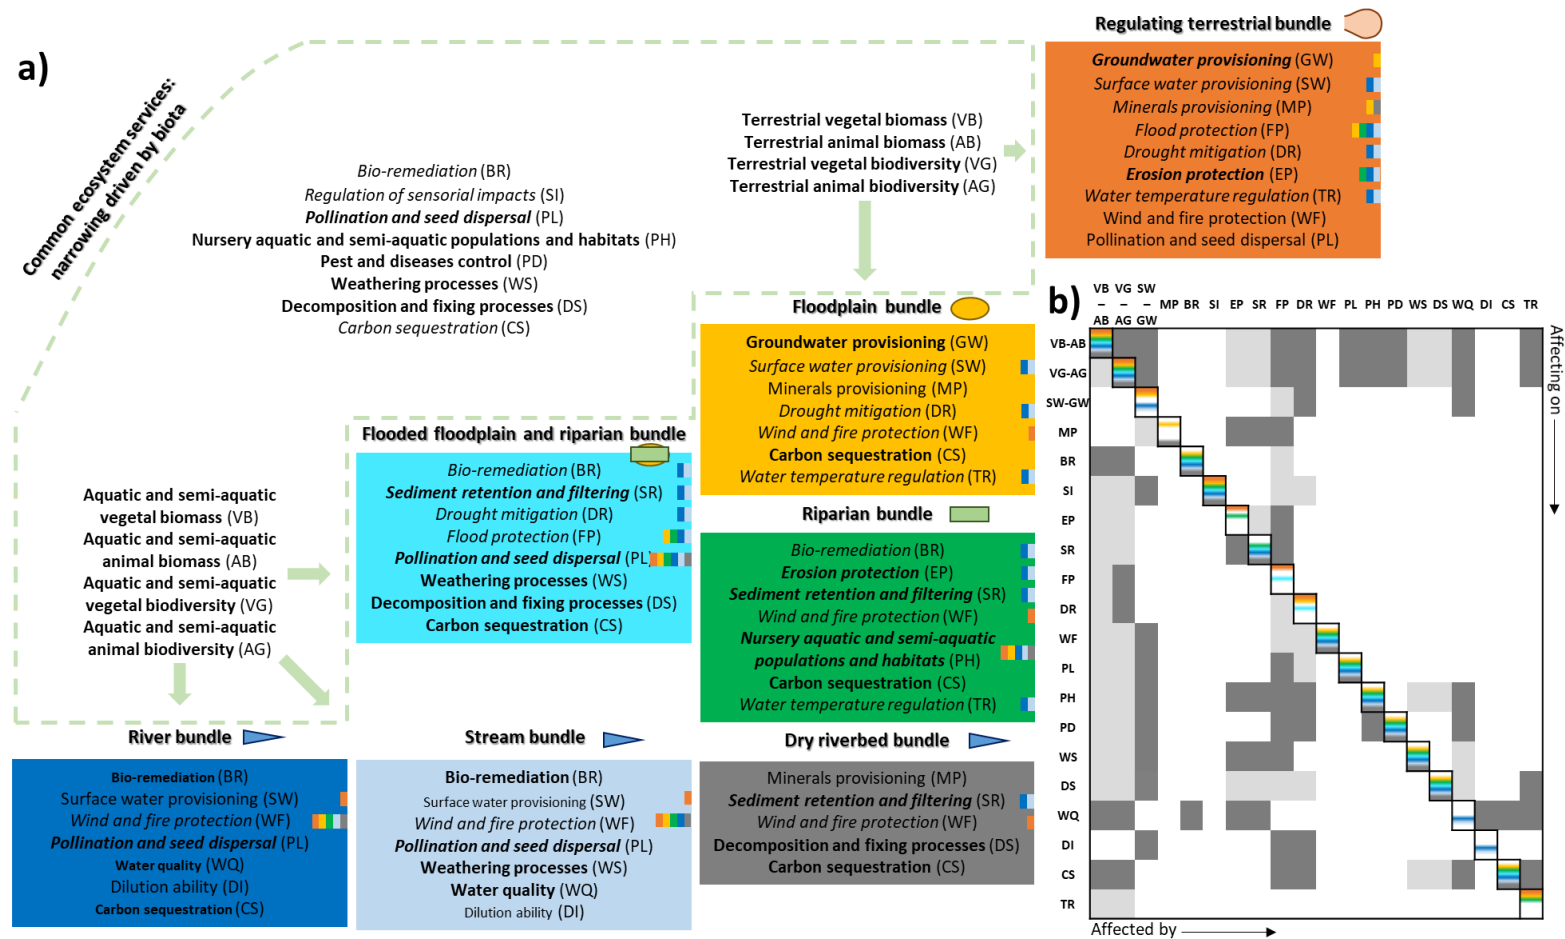 a)
Common ecosystem services:
narrowing driven by biota
Bio-remediation (BR)
Regulation of sensorial impacts (SI)
Pollination and seed dispersal (PL)
Nursery aquatic and semi-aquatic populations and habitats (PH)
Pest and diseases control (PD)
Weathering processes (WS)
Decomposition and fixing processes (DS)
Carbon sequestration (CS)
Terrestrial vegetal biomass (VB)
Terrestrial animal biomass (AB)
Terrestrial vegetal biodiversity (VG)
Terrestrial animal biodiversity (AG)
Regulating terrestrial bundle
Groundwater provisioning (GW)
Surface water provisioning (SW)
Minerals provisioning (MP)
Flood protection (FP)
Drought mitigation (DR)
Erosion protection (EP)
Water temperature regulation (TR)
Wind and fire protection (WF)
Pollination and seed dispersal (PL)
Floodplain bundle
Groundwater provisioning (GW)
Surface water provisioning (SW)
Minerals provisioning (MP)
Drought mitigation (DR)
Wind and fire protection (WF)
Carbon sequestration (CS)
Water temperature regulation (TR)
Flooded floodplain and riparian bundle
Bio-remediation (BR)
Sediment retention and filtering (SR)
Drought mitigation (DR)
Flood protection (FP)
Pollination and seed dispersal (PL)
Weathering processes (WS)
Decomposition and fixing processes (DS)
Carbon sequestration (CS)
Riparian bundle
Bio-remediation (BR)
Erosion protection (EP)
Sediment retention and filtering (SR)
Wind and fire protection (WF)
Nursery aquatic and semi-aquatic
populations and habitats (PH)
Carbon sequestration (CS)
Water temperature regulation (TR)
Aquatic and semi-aquatic
vegetal biomass (VB)
Aquatic and semi-aquatic
animal biomass (AB)
Aquatic and semi-aquatic
vegetal biodiversity (VG)
Aquatic and semi-aquatic
animal biodiversity (AG)
River bundle
Bio-remediation (BR)
Surface water provisioning (SW)
Wind and fire protection (WF)
Pollination and seed dispersal (PL)
Water quality (WQ)
Dilution ability (DI)
Carbon sequestration (CS)
Stream bundle
Bio-remediation (BR)
Surface water provisioning (SW)
Wind and fire protection (WF)
Pollination and seed dispersal (PL)
Weathering processes (WS)
Water quality (WQ)
Dilution ability (DI)
Dry riverbed bundle
Minerals provisioning (MP)
Sediment retention and filtering (SR)
Wind and fire protection (WF)
Decomposition and fixing processes (DS)
Carbon sequestration (CS)
b)
VB VG SW
– – – MP BR SI EP SR FP DR WF PL PH PD WS DS WQ DI CS TR
AB AG GW
VB-AB
VG-AG
SW-GW
MP
BR
SI
EP
SR
FP
DR
WF
PL
PH
PD
WS
DS
WQ
DI
CS
TR
Affecting on
Affected by